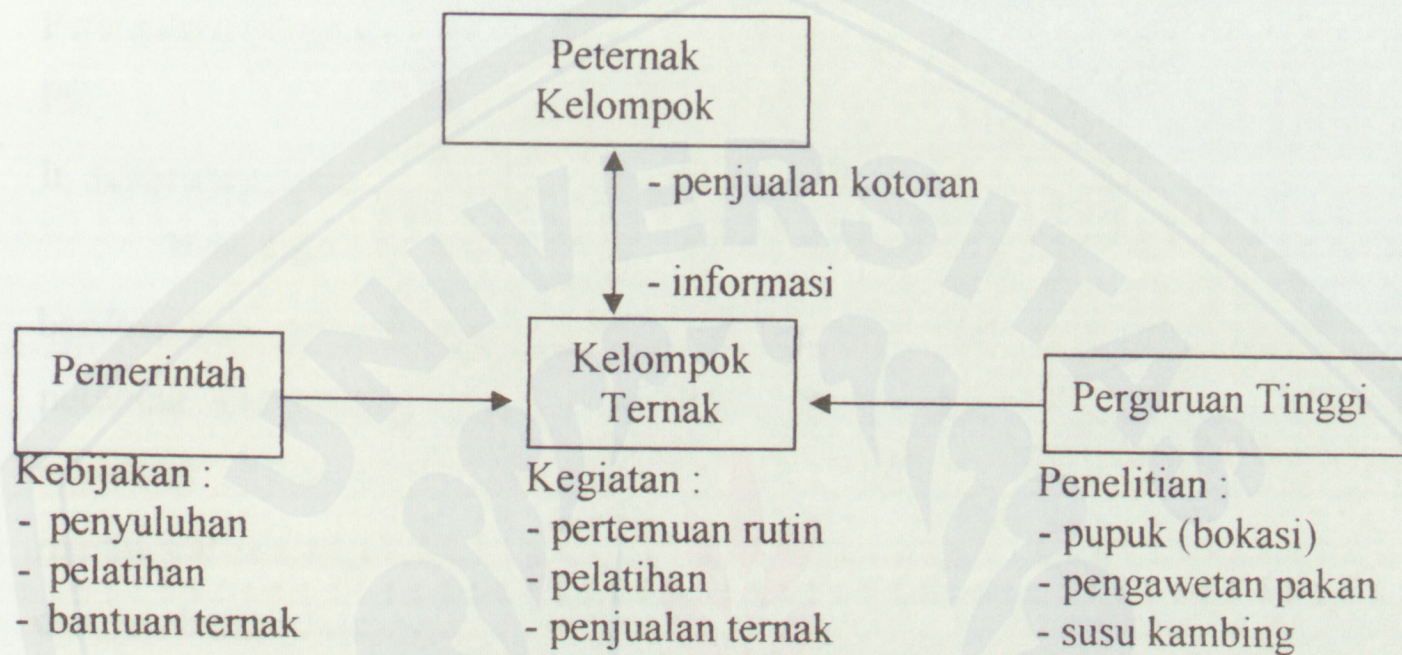 Peternak
Kelompok
- penjualan kotoran
- informasi
Pemerintah
Kebijakan :
- penyuluhan
- pelatihan
- bantuan ternak
Kelompok
Ternak
Kegiatan :
- pertemuan rutin
- pelatihan
- penjualan ternak
Perguruan Tinggi
Penelitian :
- pupuk (bokasi)
- pengawetan pakan
- susu kambing
UNIVERSITAS